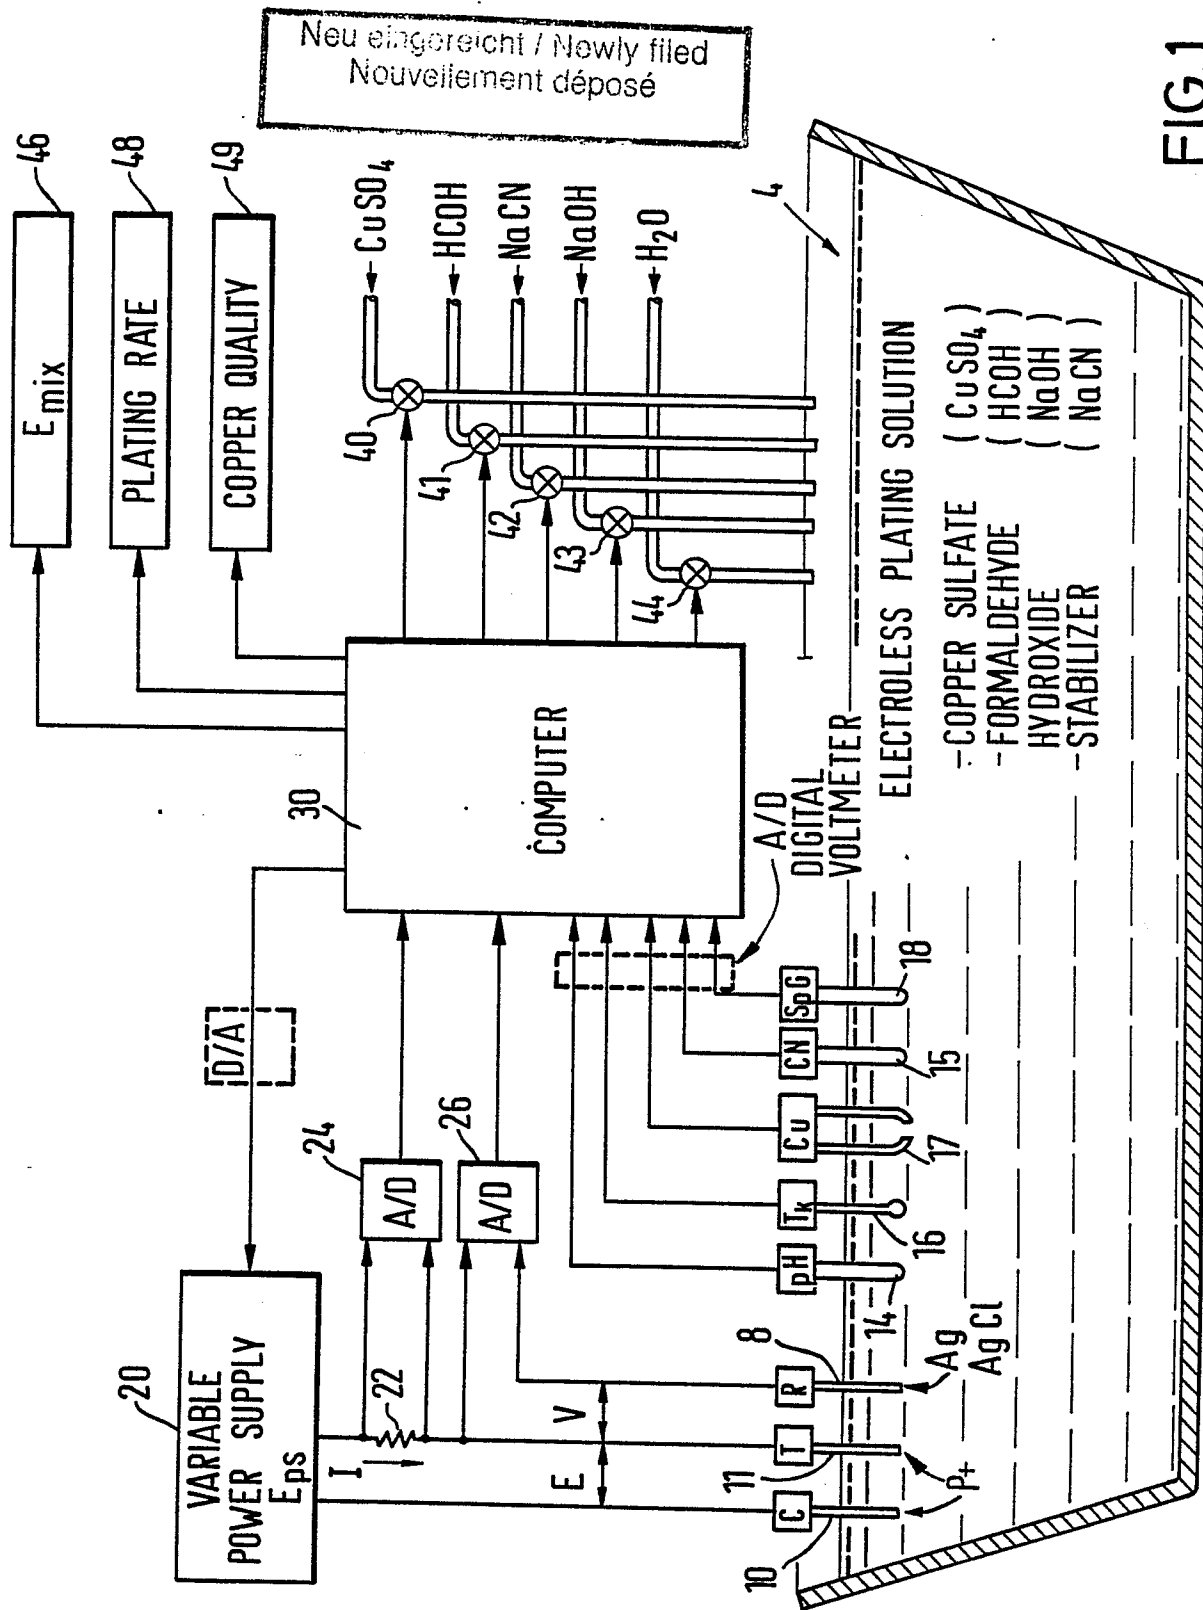 Neu eingereicht / Newly filed
Nouvellement déposé
FIG.1
46
Emix
48
PLATING RATE
49
COPPER QUALITY
20
VARIABLE
POWER SUPPLY
Eps
D/A
24
A/D
26
A/D
22
I
E
V
30
COMPUTER
A/D
DIGITAL
VOLTMETER
CuSO4
HCOH
NaCN
NaOH
H2O
40
41
42
43
44
4
C
T
R
pH
Tk
Cu
CN
SpG
10
11
8
14
16
17
15
18
P+
Ag
AgCl
ELECTROLESS PLATING SOLUTION
COPPER SULFATE (CuSO4)
FORMALDEHYDE (HCOH)
HYDROXIDE (NaOH)
STABILIZER (NaCN)